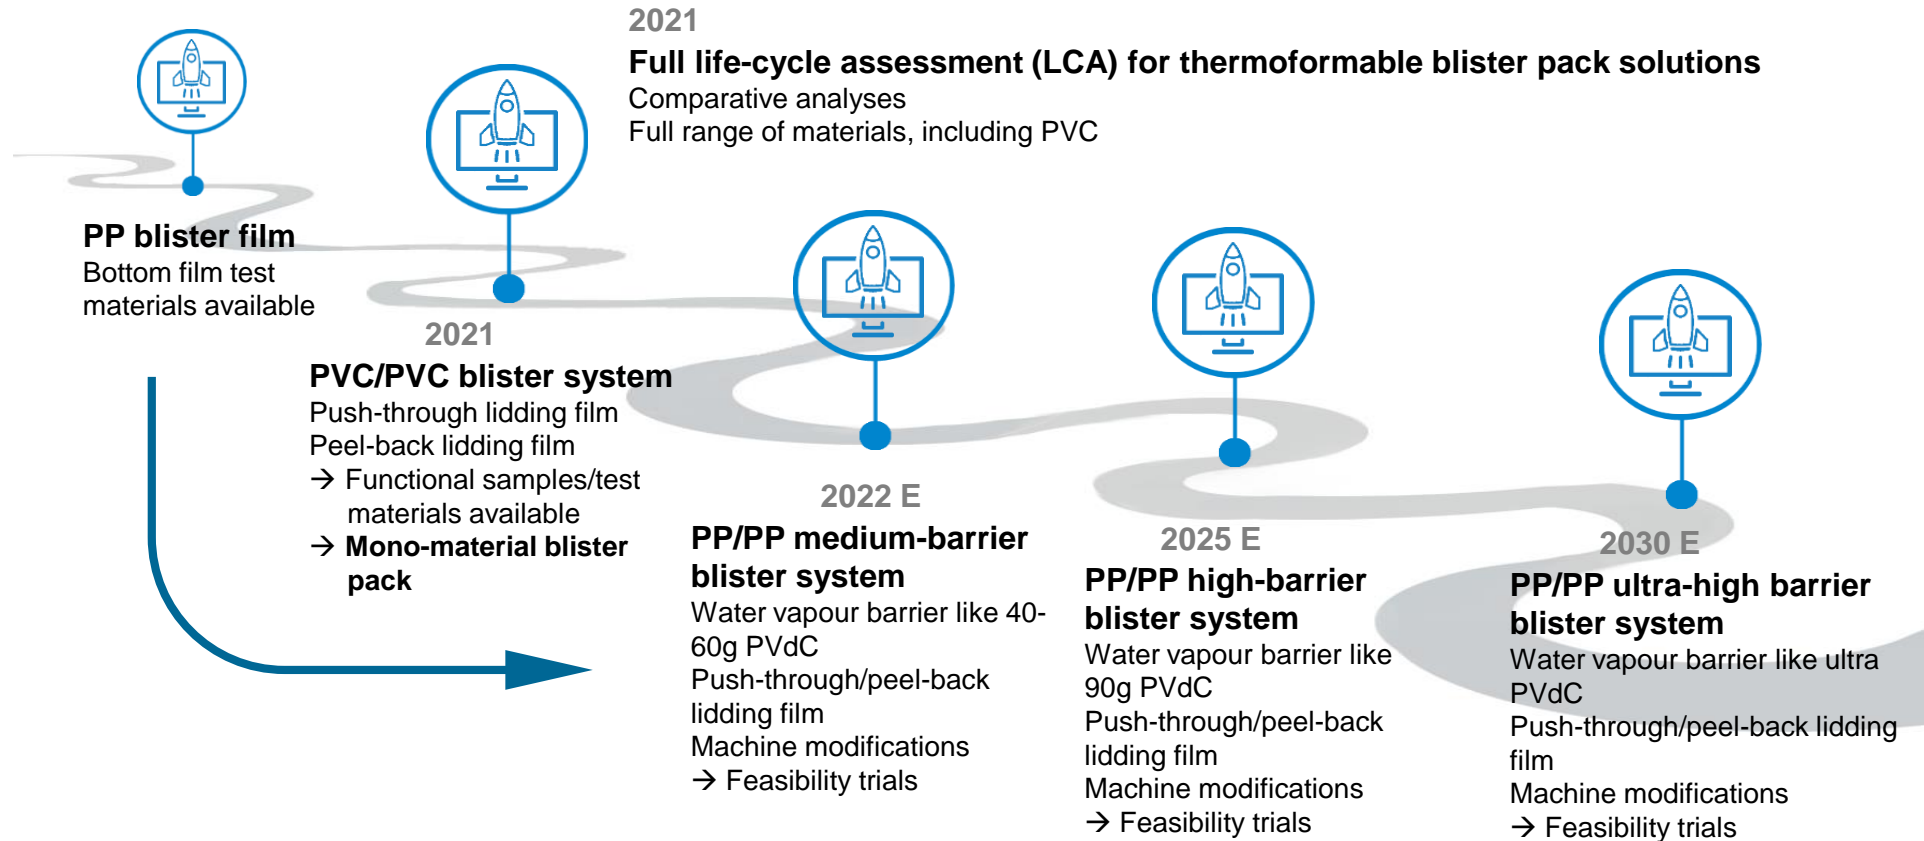 2021
Full life-cycle assessment (LCA) for thermoformable blister pack solutions
Comparative analyses
Full range of materials, including PVC
PP blister film
Bottom film test
materials available
2021
PVC/PVC blister system
Push-through lidding film
Peel-back lidding film
→ Functional samples/test
materials available
→ Mono-material blister
pack
2022 E
PP/PP medium-barrier
blister system
Water vapour barrier like 40-
60g PVdC
Push-through/peel-back
lidding film
Machine modifications
→ Feasibility trials
2025 E
PP/PP high-barrier
blister system
Water vapour barrier like
90g PVdC
Push-through/peel-back
lidding film
Machine modifications
→ Feasibility trials
2030 E
PP/PP ultra-high barrier
blister system
Water vapour barrier like ultra
PVdC
Push-through/peel-back lidding
film
Machine modifications
→ Feasibility trials